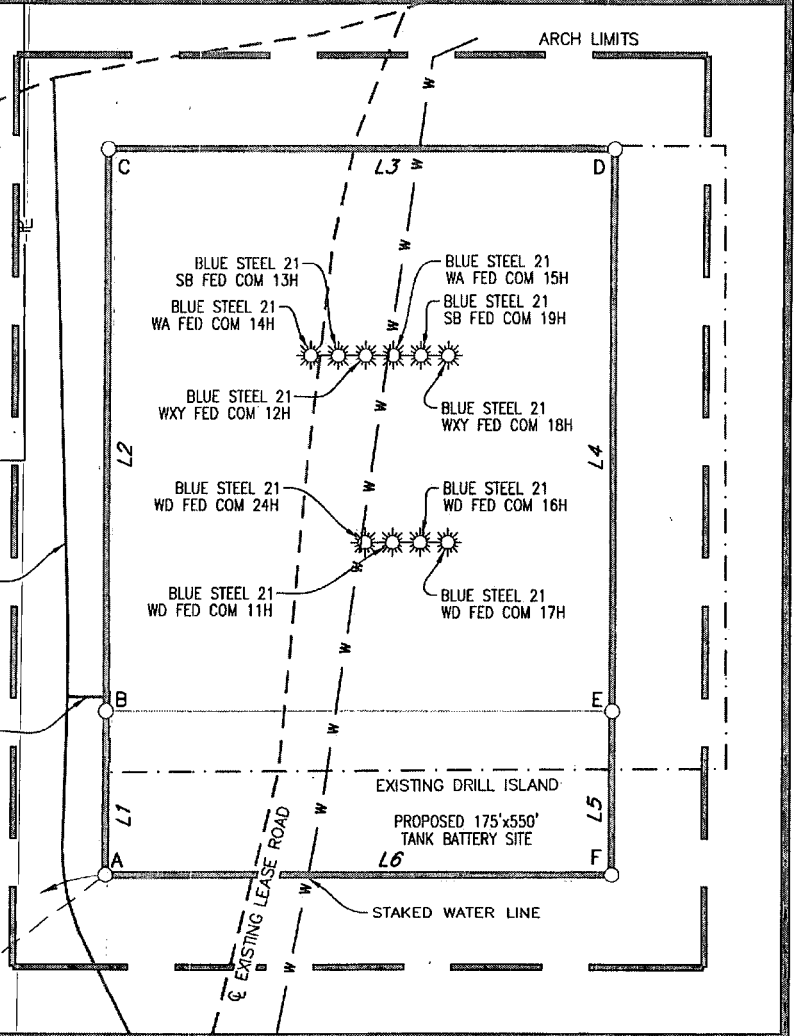 ARCH LIMITS
C
L3
D
W
W
BLUE STEEL 21
SB FED COM 13H
BLUE STEEL 21
WA FED COM 15H
BLUE STEEL 21
WA FED COM 14H
BLUE STEEL 21
SB FED COM 19H
W
BLUE STEEL 21
WXY FED COM 12H
W
BLUE STEEL 21
WXY FED COM 18H
L2
L4
BLUE STEEL 21
WD FED COM 24H
W
BLUE STEEL 21
WD FED COM 16H
W
BLUE STEEL 21
WD FED COM 11H
BLUE STEEL 21
WD FED COM 17H
W
B
E
W
EXISTING DRILL ISLAND
L1
W
PROPOSED 175'x550'
TANK BATTERY SITE
L5
A
L6
F
W
STAKED WATER LINE
℄ EXISTING LEASE ROAD
W